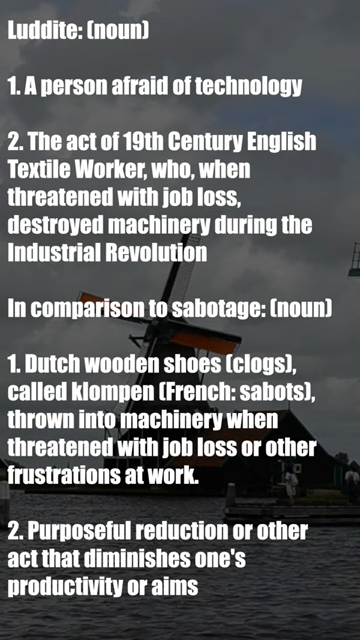 Luddite: (noun)
1. A person afraid of technology
2. The act of 19th Century English
Textile Worker, who, when
threatened with job loss,
destroyed machinery during the
Industrial Revolution
In comparison to sabotage: (noun)
1. Dutch wooden shoes (clogs),
called klompen (French: sabots),
thrown into machinery when
threatened with job loss or other
frustrations at work.
2. Purposeful reduction or other
act that diminishes one's
productivity or aims